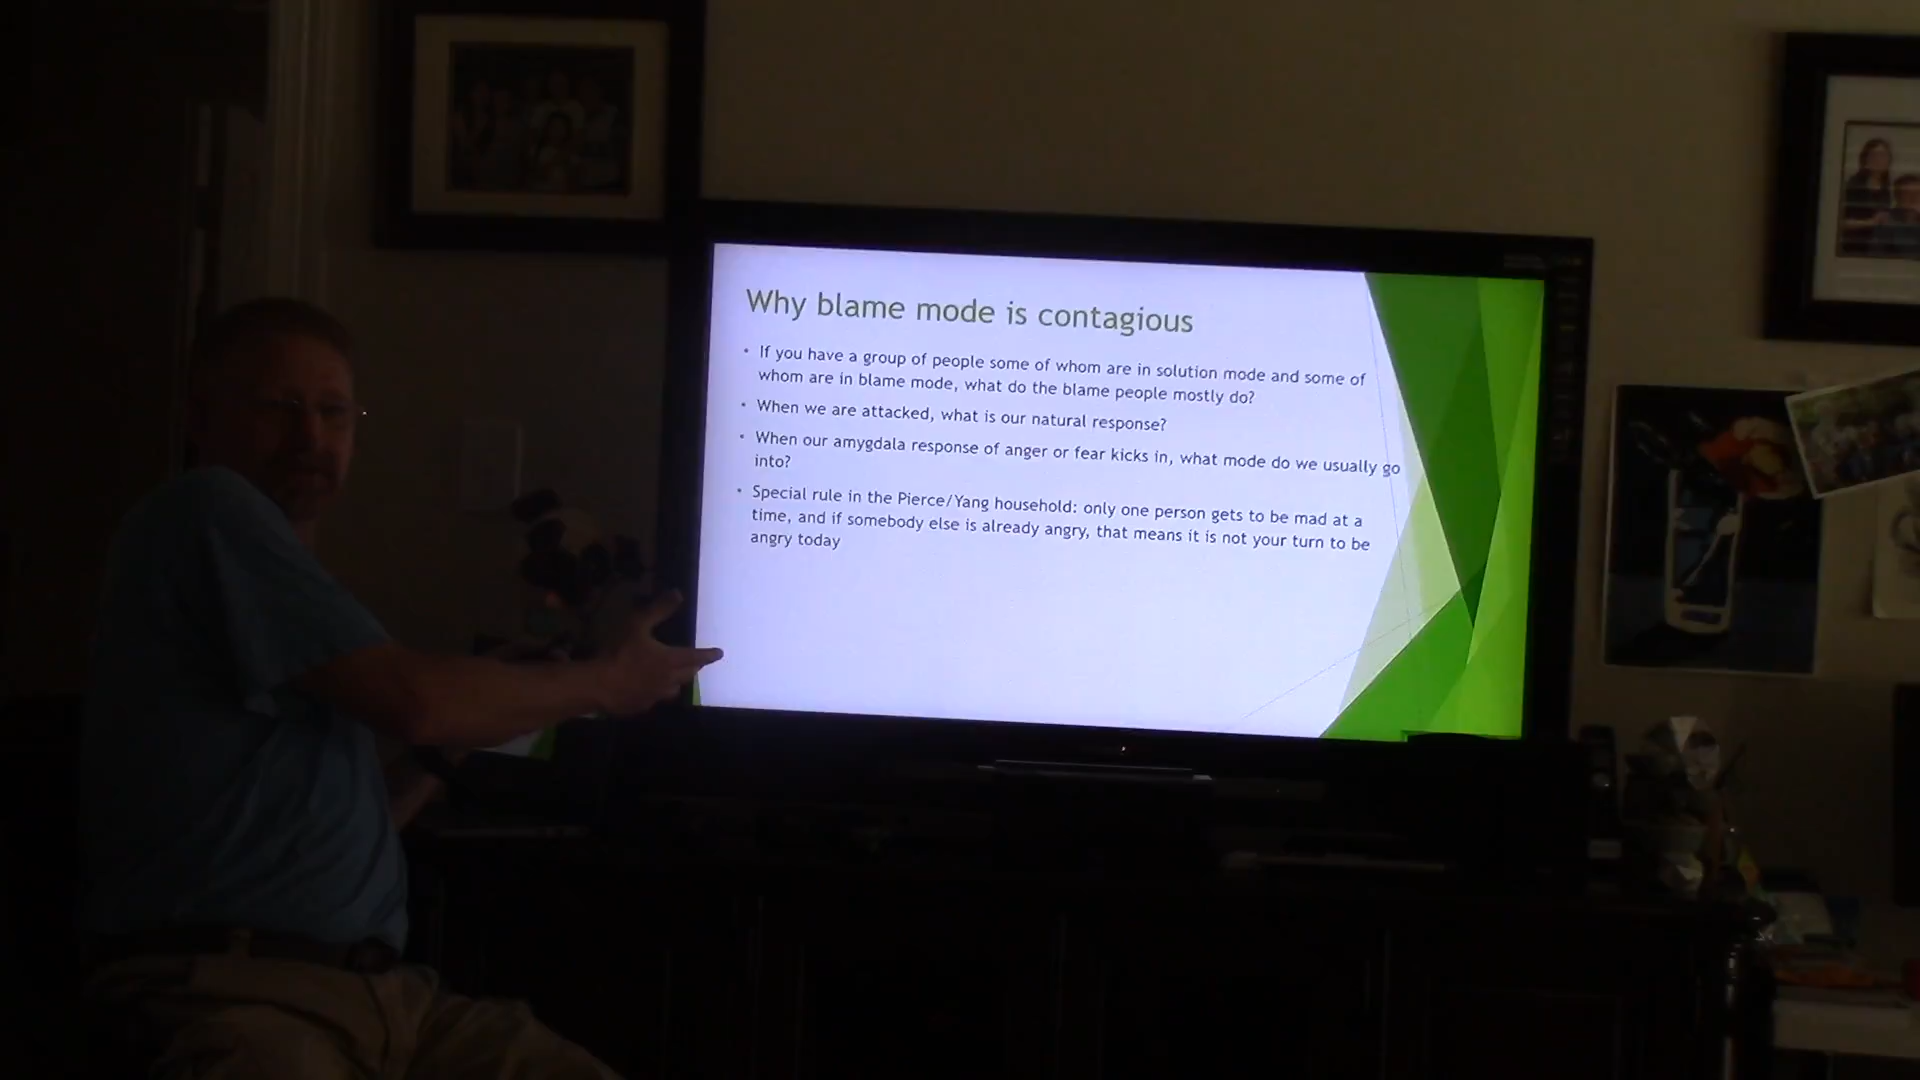 Why blame mode is contagious
• If you have a group of people some of whom are in solution mode and some of
whom are in blame mode, what do the blame people mostly do?
• When we are attacked, what is our natural response?
• When our amygdala response of anger or fear kicks in, what mode do we usually go
into?
• Special rule in the Pierce/Yang household: only one person gets to be mad at a
time, and if somebody else is already angry, that means it is not your turn to be
angry today